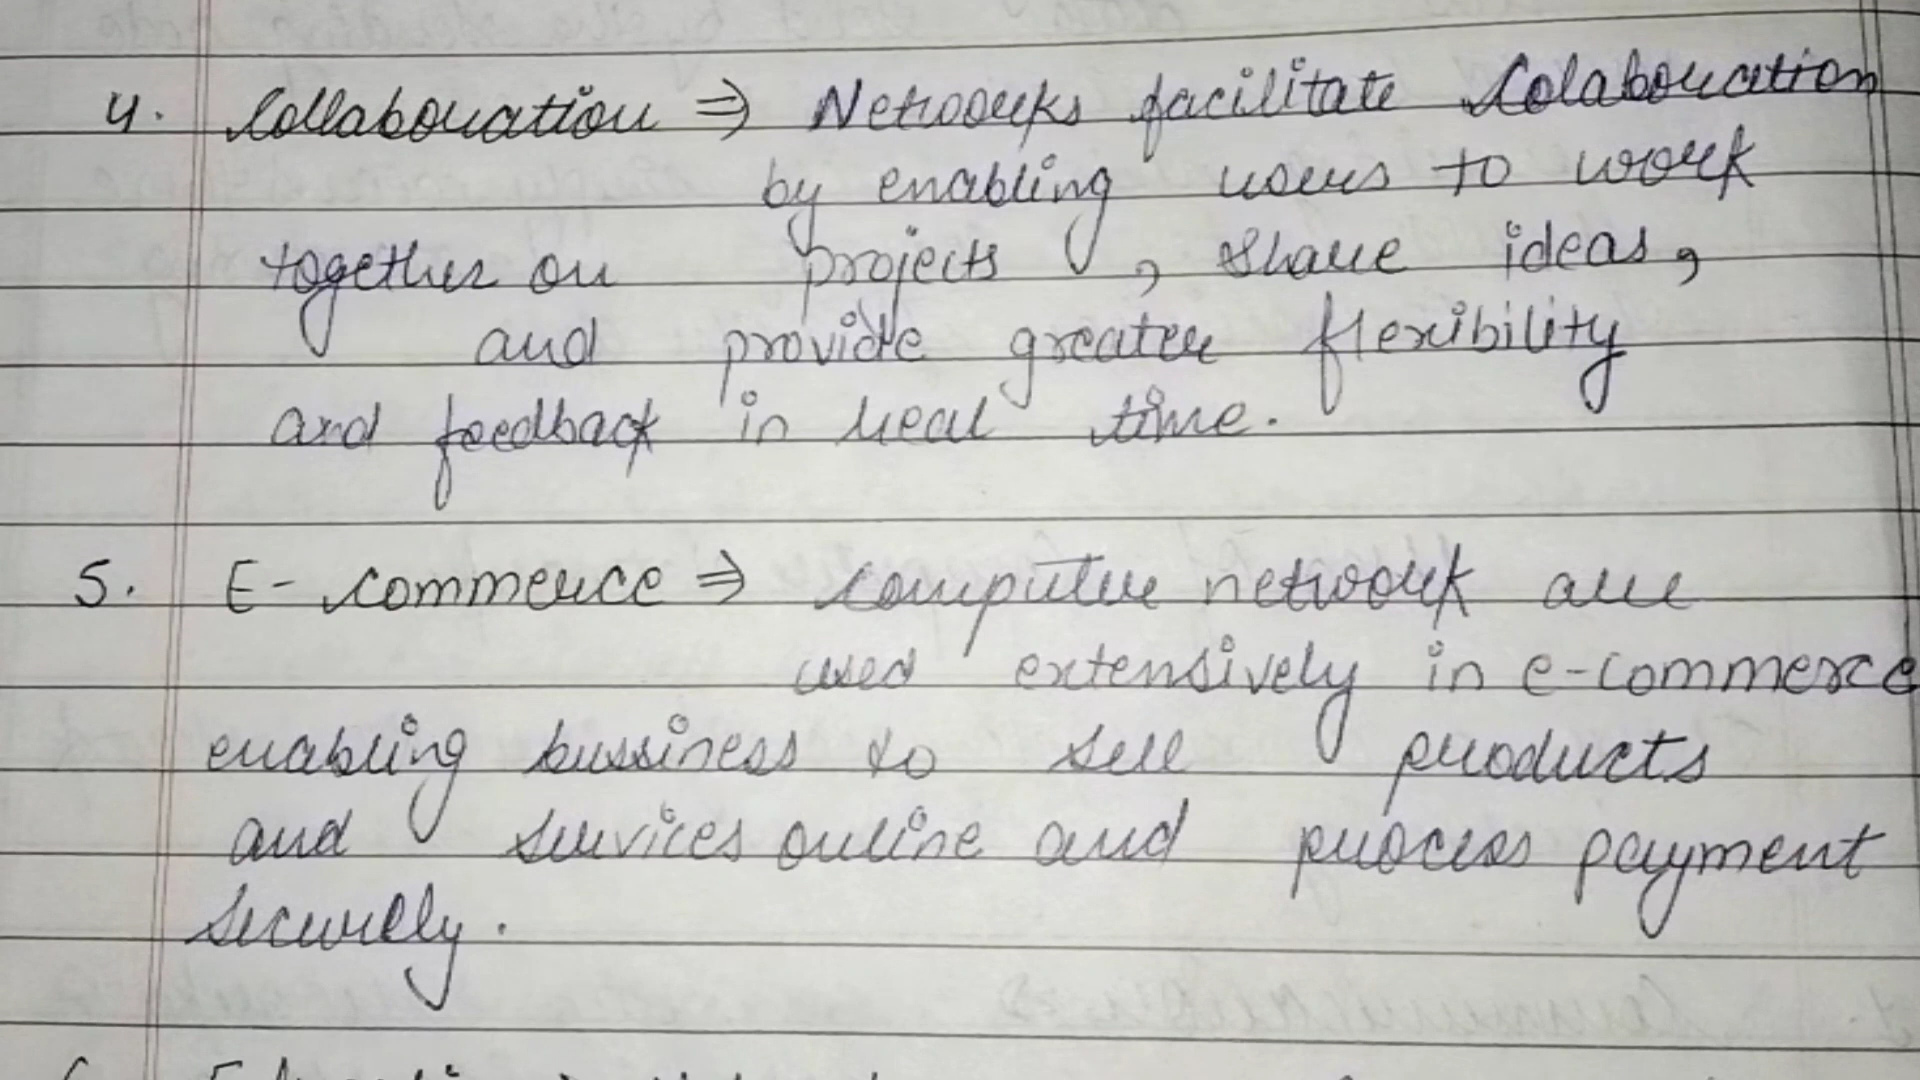 4. Collaboration ⇒ Networks facilitate Colaboration
by enabling users to work
together on projects, share ideas,
and provide greater flexibility
and feedback in real time.
5. E-commerce ⇒ computer network are
used extensively in e-commerce
enabling bussiness to sell products
and services online and process payment
securely.